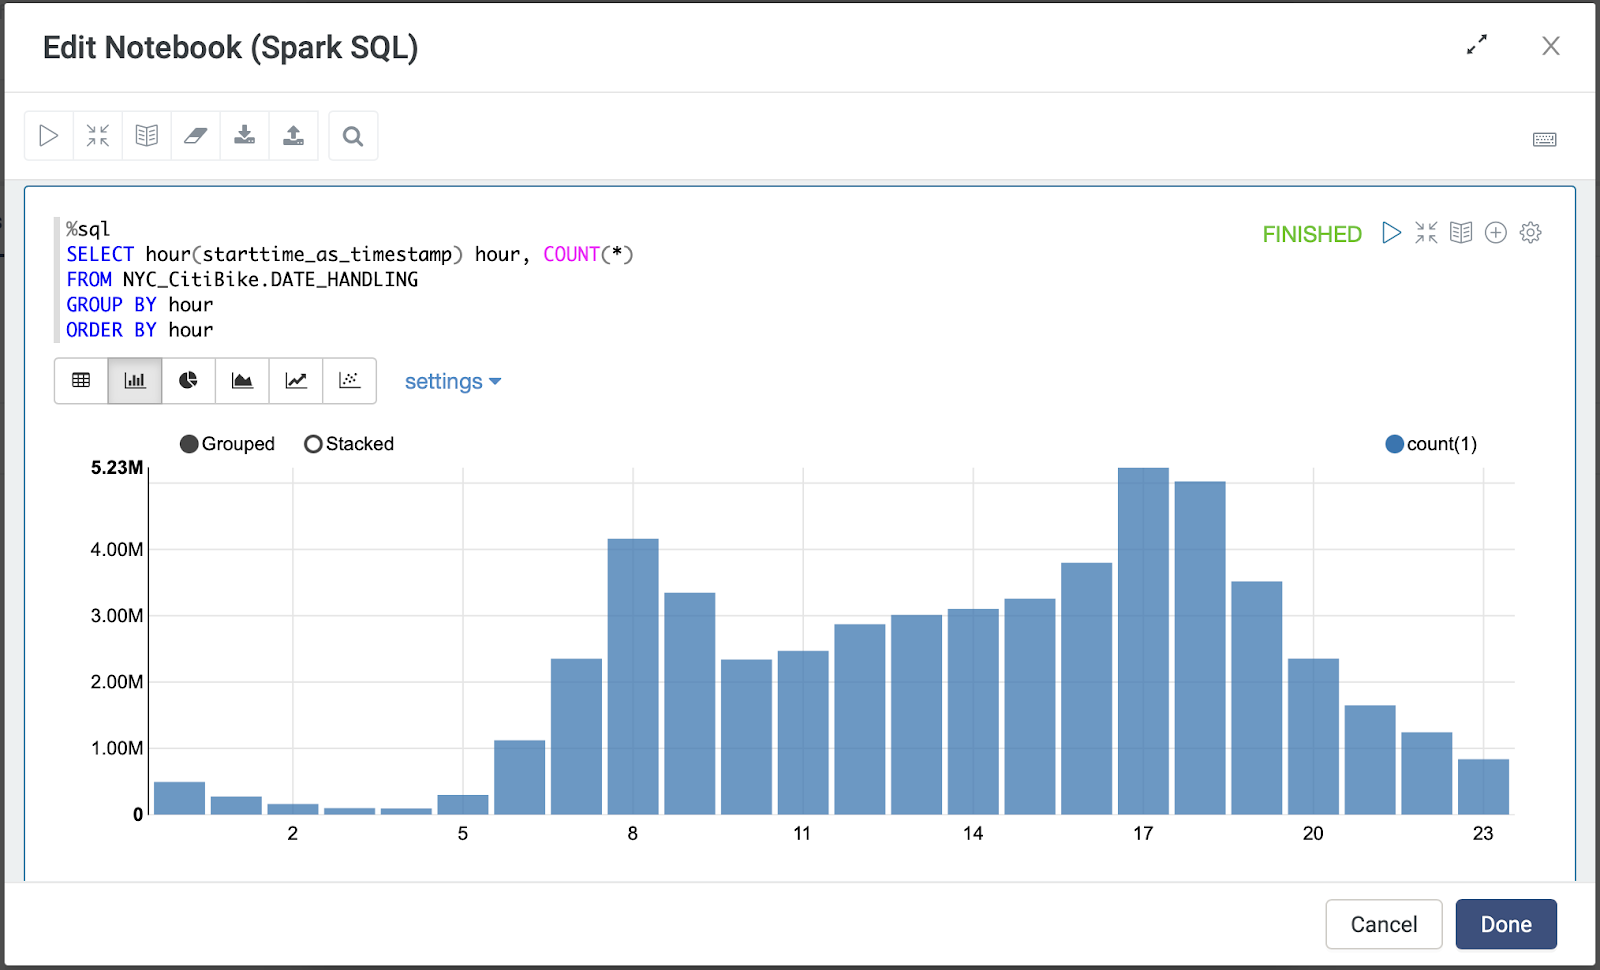 Edit Notebook (Spark SQL)
%sql
SELECT hour(starttime_as_timestamp) hour, COUNT(*)
FROM NYC_CitiBike.DATE_HANDLING
GROUP BY hour
ORDER BY hour
FINISHED
settings
Grouped Stacked count(1)
5.23M
4.00M
3.00M
2.00M
1.00M
0
2 5 8 11 14 17 20 23
Cancel Done